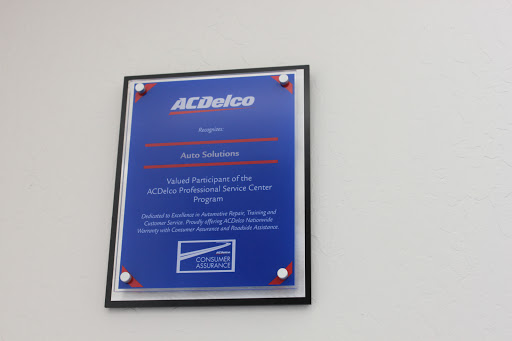 ACDelco
Recognizes
Auto Solutions
Valued Participant of the
ACDelco Professional Service Center
Program
Dedicated to Excellence in Automotive Repair, Training and
Customer Service. Proudly offering ACDelco Nationwide
Warranty with Consumer Assurance and Roadside Assistance.
ACDelco
CONSUMER
ASSURANCE